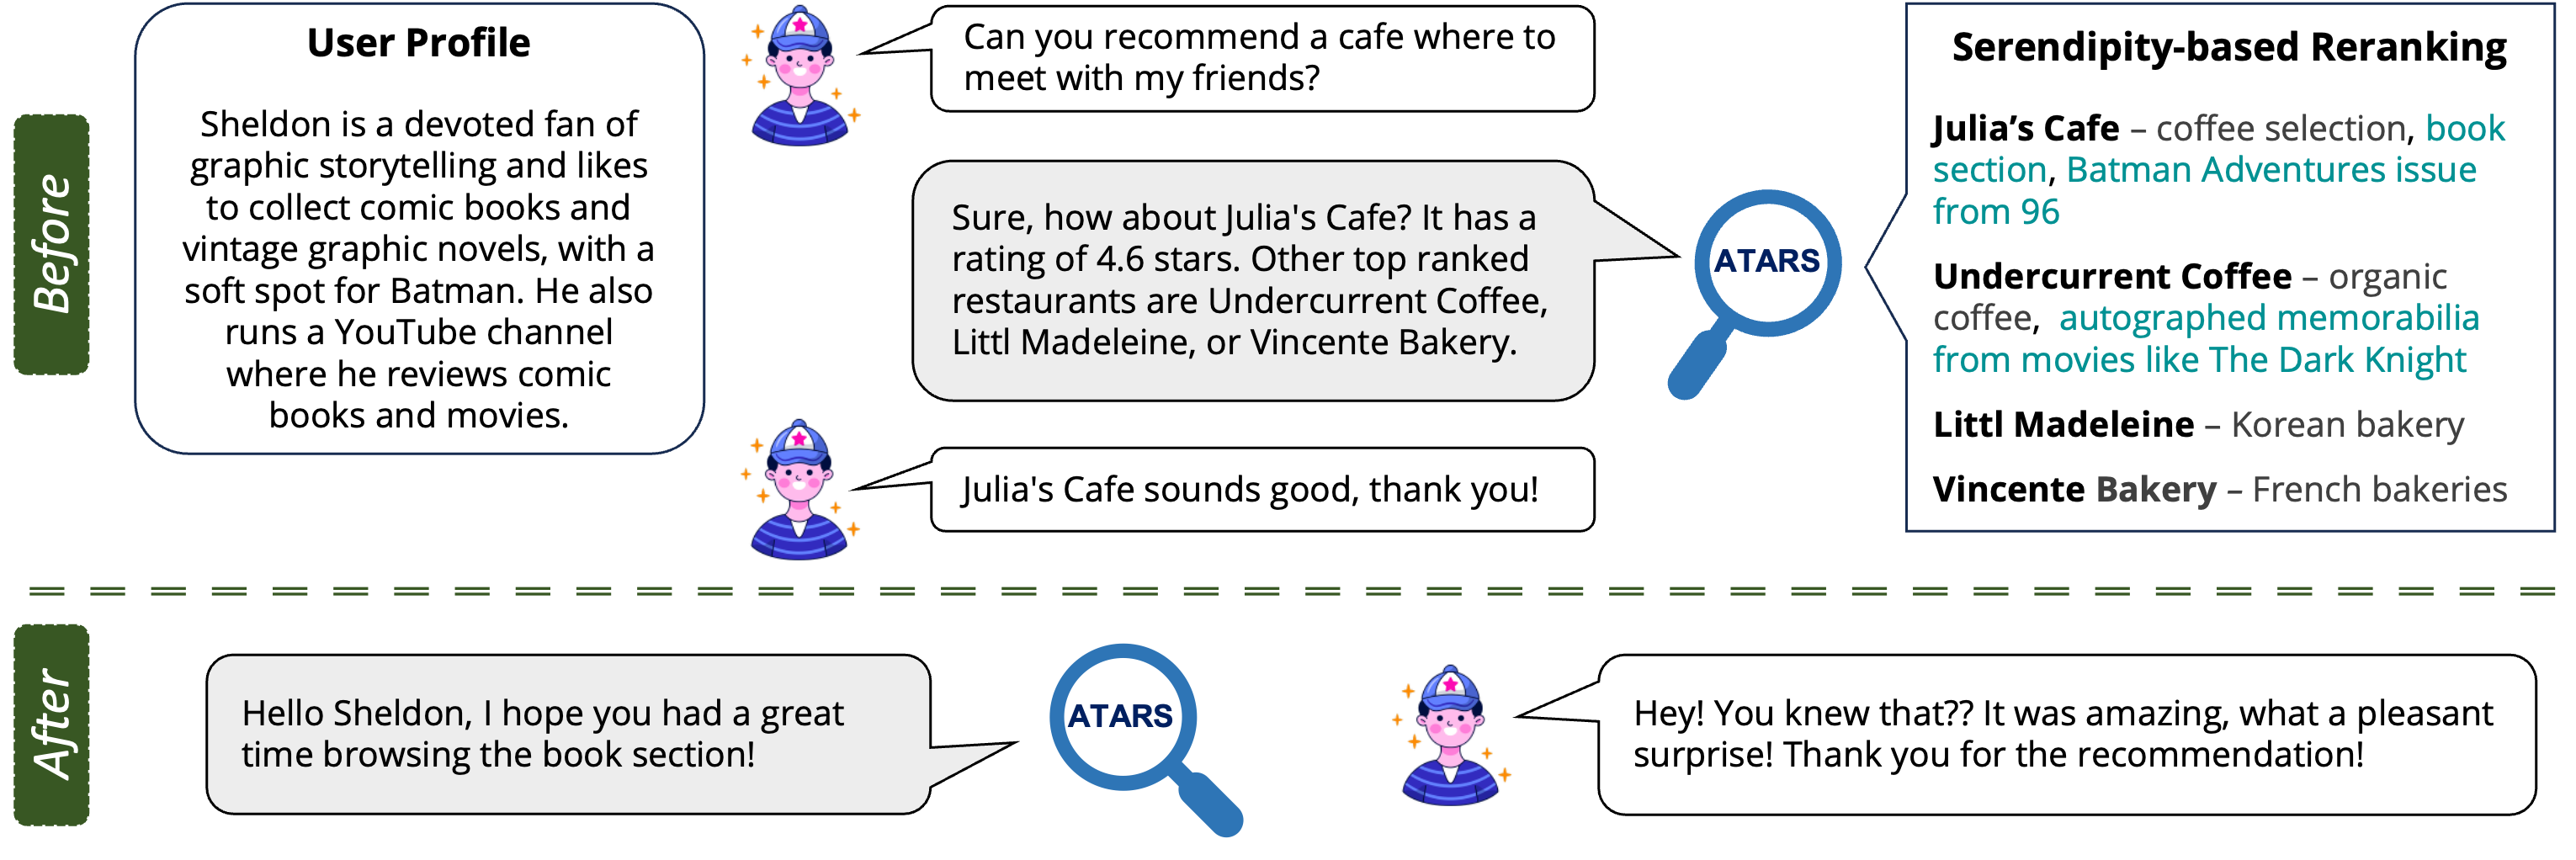 Before
User Profile
Sheldon is a devoted fan of
graphic storytelling and likes
to collect comic books and
vintage graphic novels, with a
soft spot for Batman. He also
runs a YouTube channel
where he reviews comic
books and movies.
Can you recommend a cafe where to
meet with my friends?
Sure, how about Julia's Cafe? It has a
rating of 4.6 stars. Other top ranked
restaurants are Undercurrent Coffee,
Littl Madeleine, or Vincente Bakery.
ATARS
Julia's Cafe sounds good, thank you!
Serendipity-based Reranking
Julia’s Cafe – coffee selection, book
section, Batman Adventures issue
from 96
Undercurrent Coffee – organic
coffee, autographed memorabilia
from movies like The Dark Knight
Littl Madeleine – Korean bakery
Vincente Bakery – French bakeries
After
Hello Sheldon, I hope you had a great
time browsing the book section!
ATARS
Hey! You knew that?? It was amazing, what a pleasant
surprise! Thank you for the recommendation!